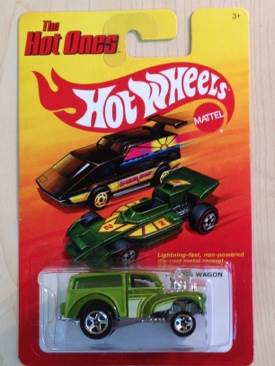 The
Hot Ones
3+
Hot Wheels
MATTEL
Lightning-fast, non-powered
die-cast metal racers!
WAGON